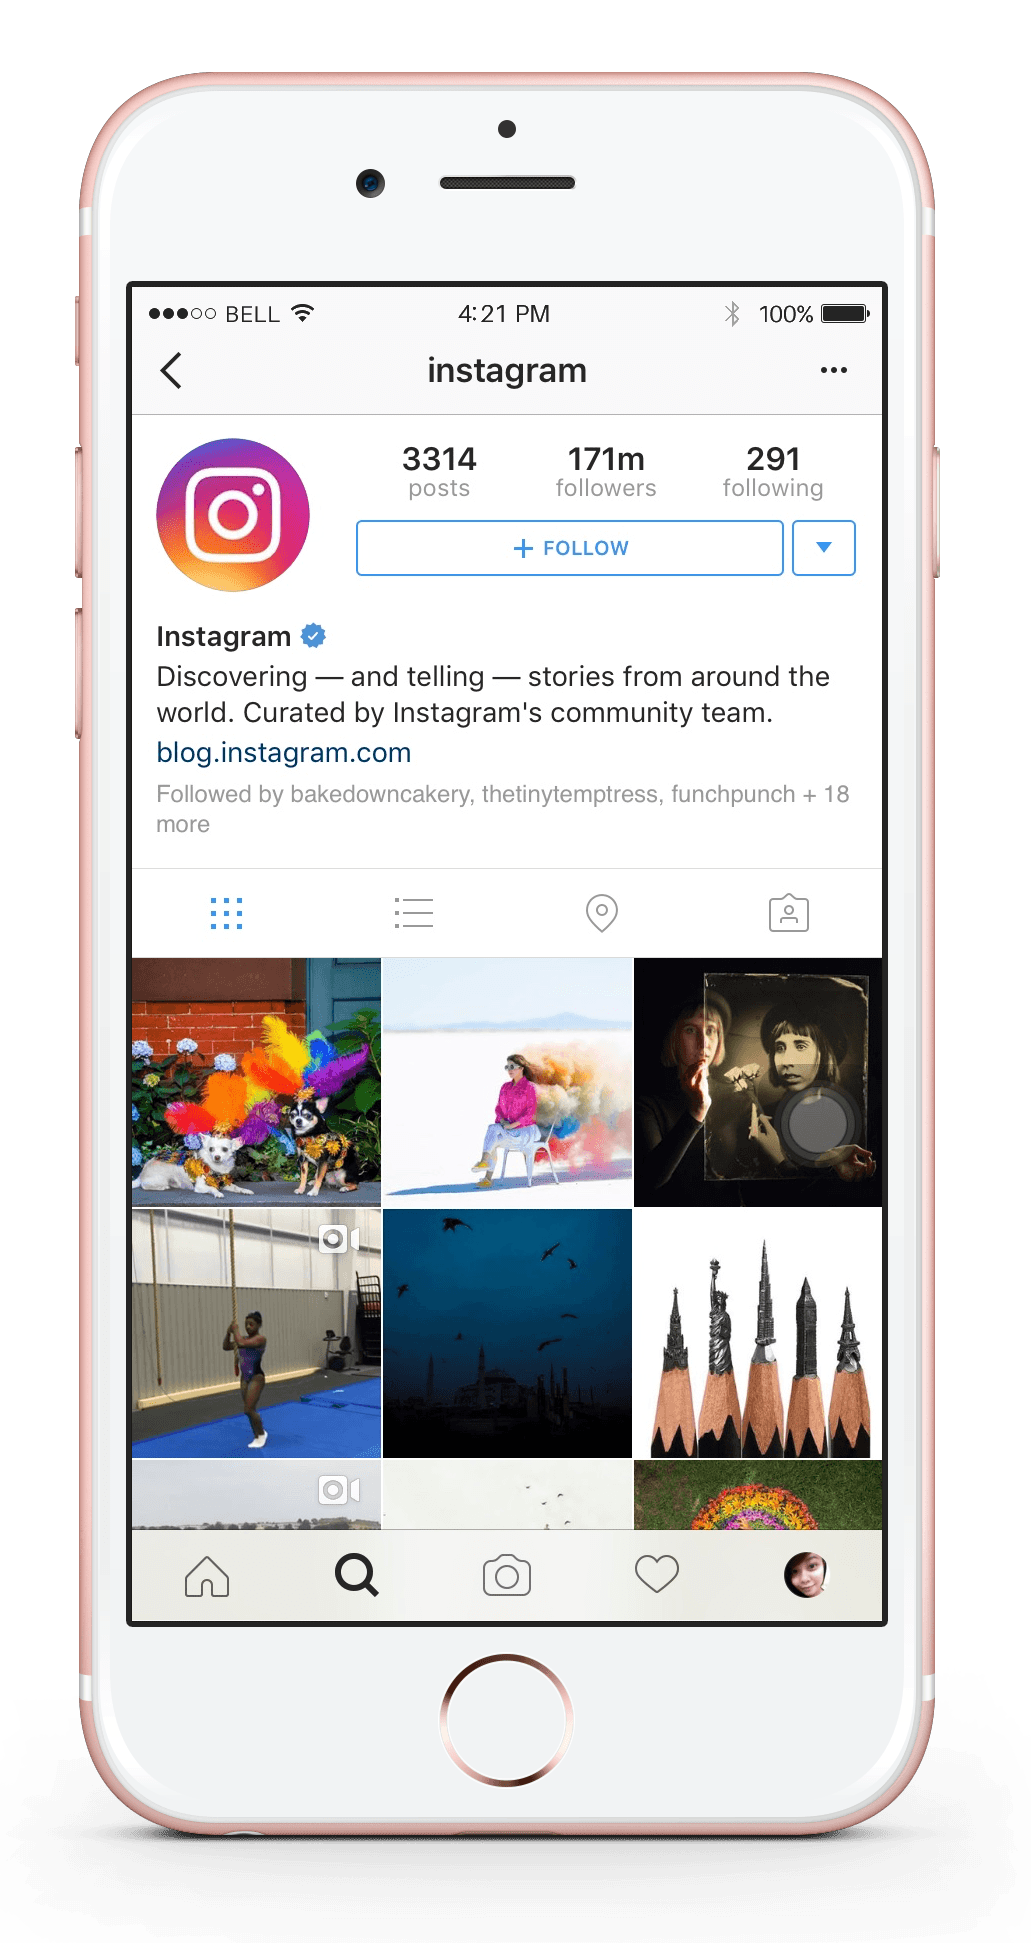 BELL 4:21 PM 100%
instagram
3314 171m 291
posts followers following
+ FOLLOW
Instagram
Discovering — and telling — stories from around the
world. Curated by Instagram's community team.
blog.instagram.com
Followed by bakedowncakery, thetinytemptress, funchpunch + 18
more